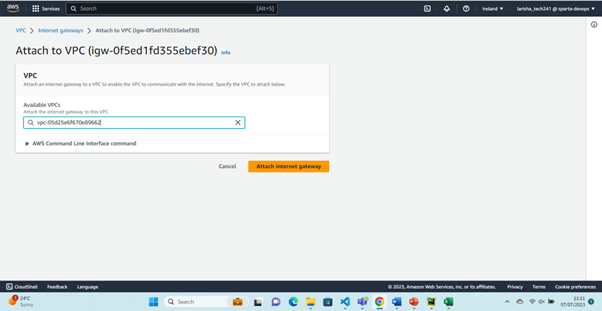 aws
Services
Search
[Alt+S]
Ireland
larisha_tech241 @ sparta-devops
VPC > Internet gateways > Attach to VPC (igw-0f5ed1fd355ebef30)
Attach to VPC (igw-0f5ed1fd355ebef30) Info
VPC
Attach an internet gateway to a VPC to enable the VPC to communicate with the internet. Specify the VPC to attach below.
Available VPCs
Attach the internet gateway to this VPC.
vpc-05d25e6f670e89662
AWS Command Line Interface command
Cancel
Attach internet gateway
CloudShell Feedback Language
© 2023, Amazon Web Services, Inc. or its affiliates. Privacy Terms Cookie preferences
24°C
Sunny
Search
11:11
07/07/2023